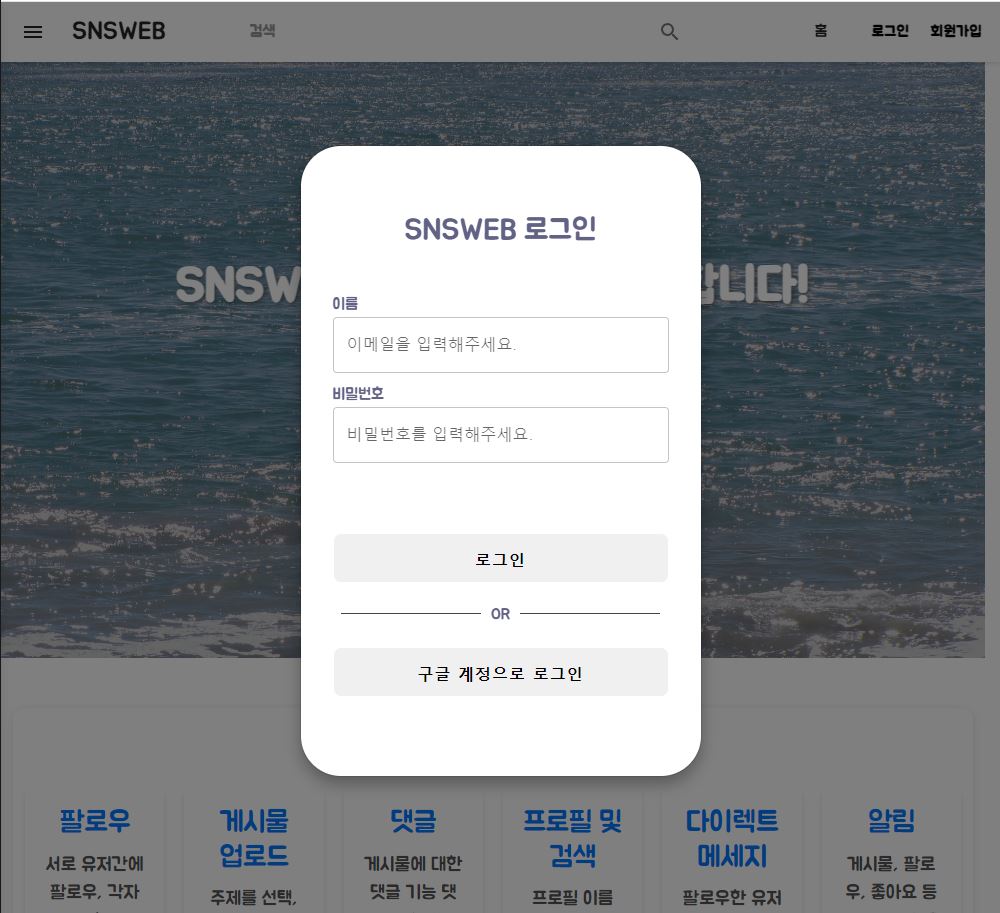 SNSWEB
검색
홈
로그인
회원가입
SNSW
합니다!
SNSWEB 로그인
이름
이메일을 입력해주세요.
비밀번호
비밀번호를 입력해주세요.
로그인
OR
구글 계정으로 로그인
팔로우
서로 유저간에
팔로우, 각자
게시물
업로드
주제를 선택,
댓글
게시물에 대한
댓글 기능 댓
프로필 및
검색
프로필 이름
다이렉트
메세지
팔로우한 유저
알림
게시물, 팔로
우, 좋아요 등